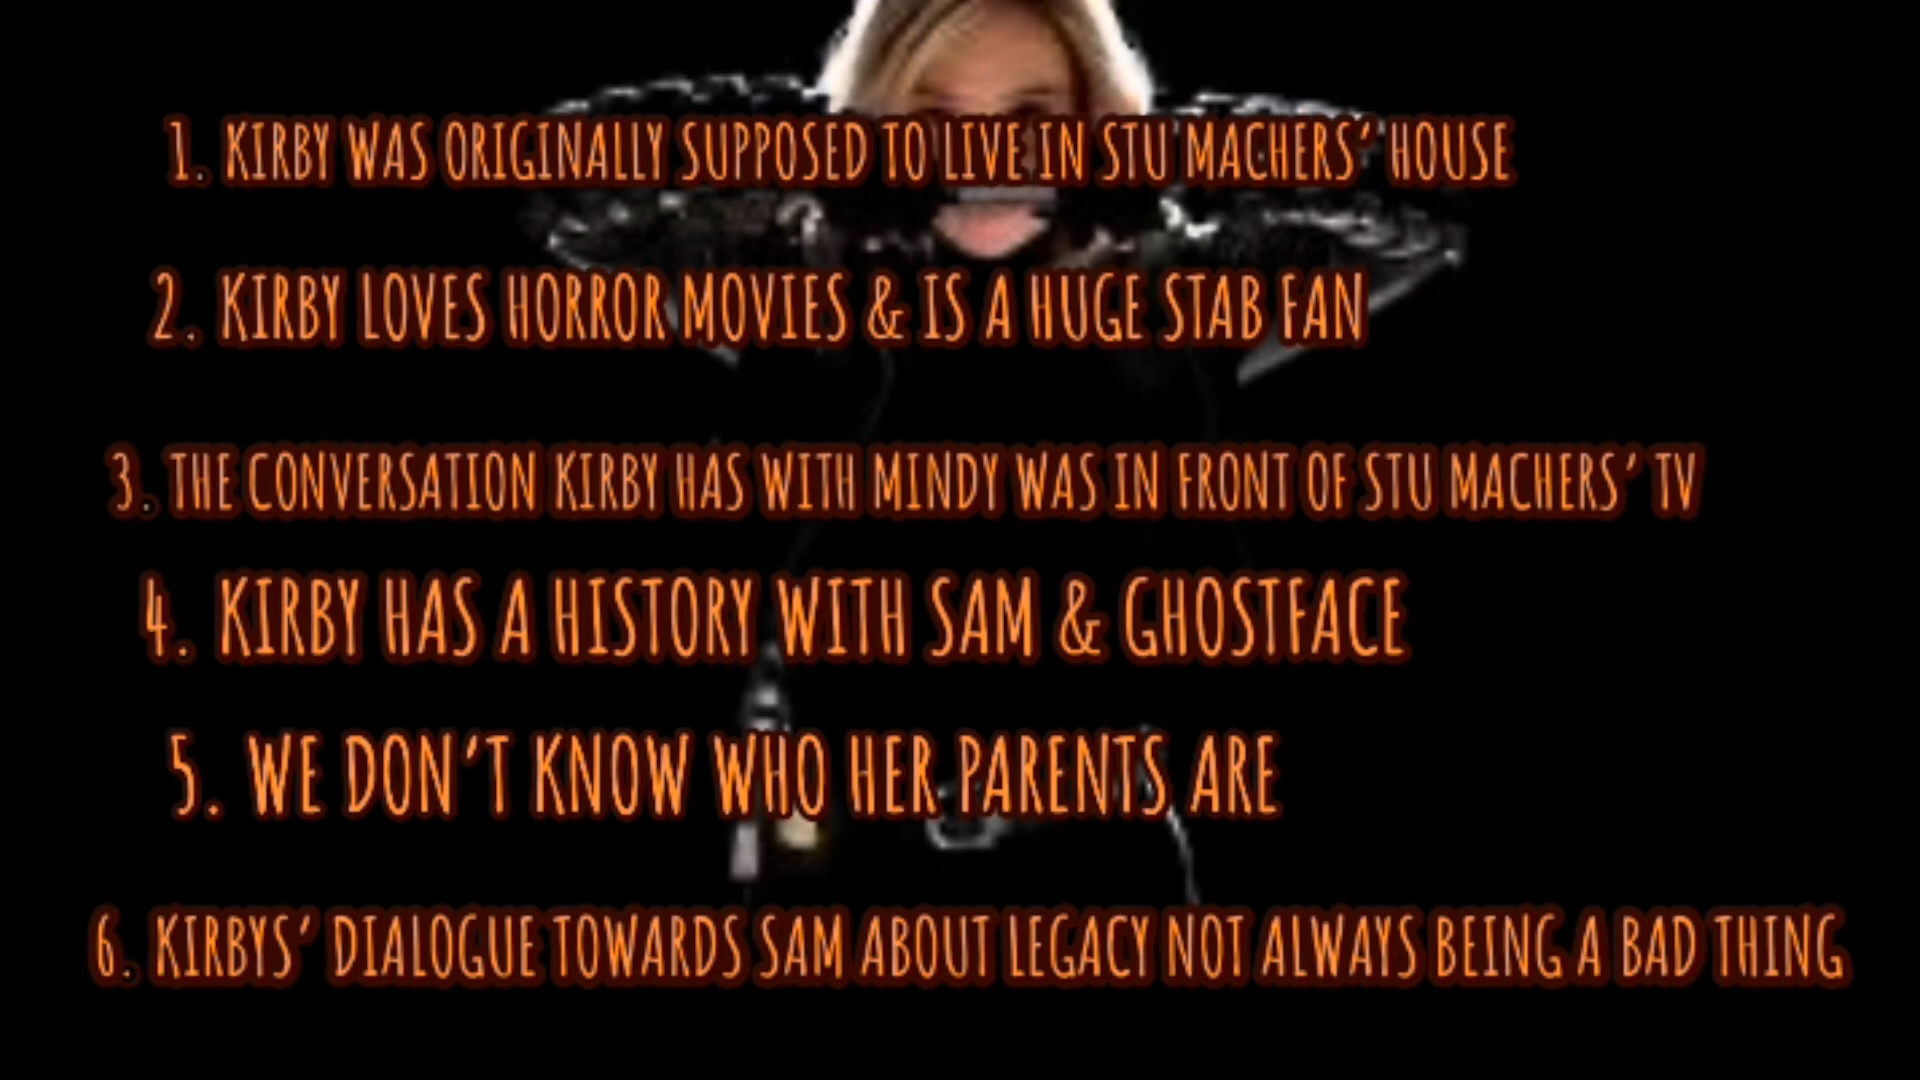 1. KIRBY WAS ORIGINALLY SUPPOSED TO LIVE IN STU MACHERS' HOUSE
2. KIRBY LOVES HORROR MOVIES & IS A HUGE STAB FAN
3. THE CONVERSATION KIRBY HAS WITH MINDY WAS IN FRONT OF STU MACHERS' TV
4. KIRBY HAS A HISTORY WITH SAM & GHOSTFACE
5. WE DON'T KNOW WHO HER PARENTS ARE
6. KIRBYS' DIALOGUE TOWARDS SAM ABOUT LEGACY NOT ALWAYS BEING A BAD THING